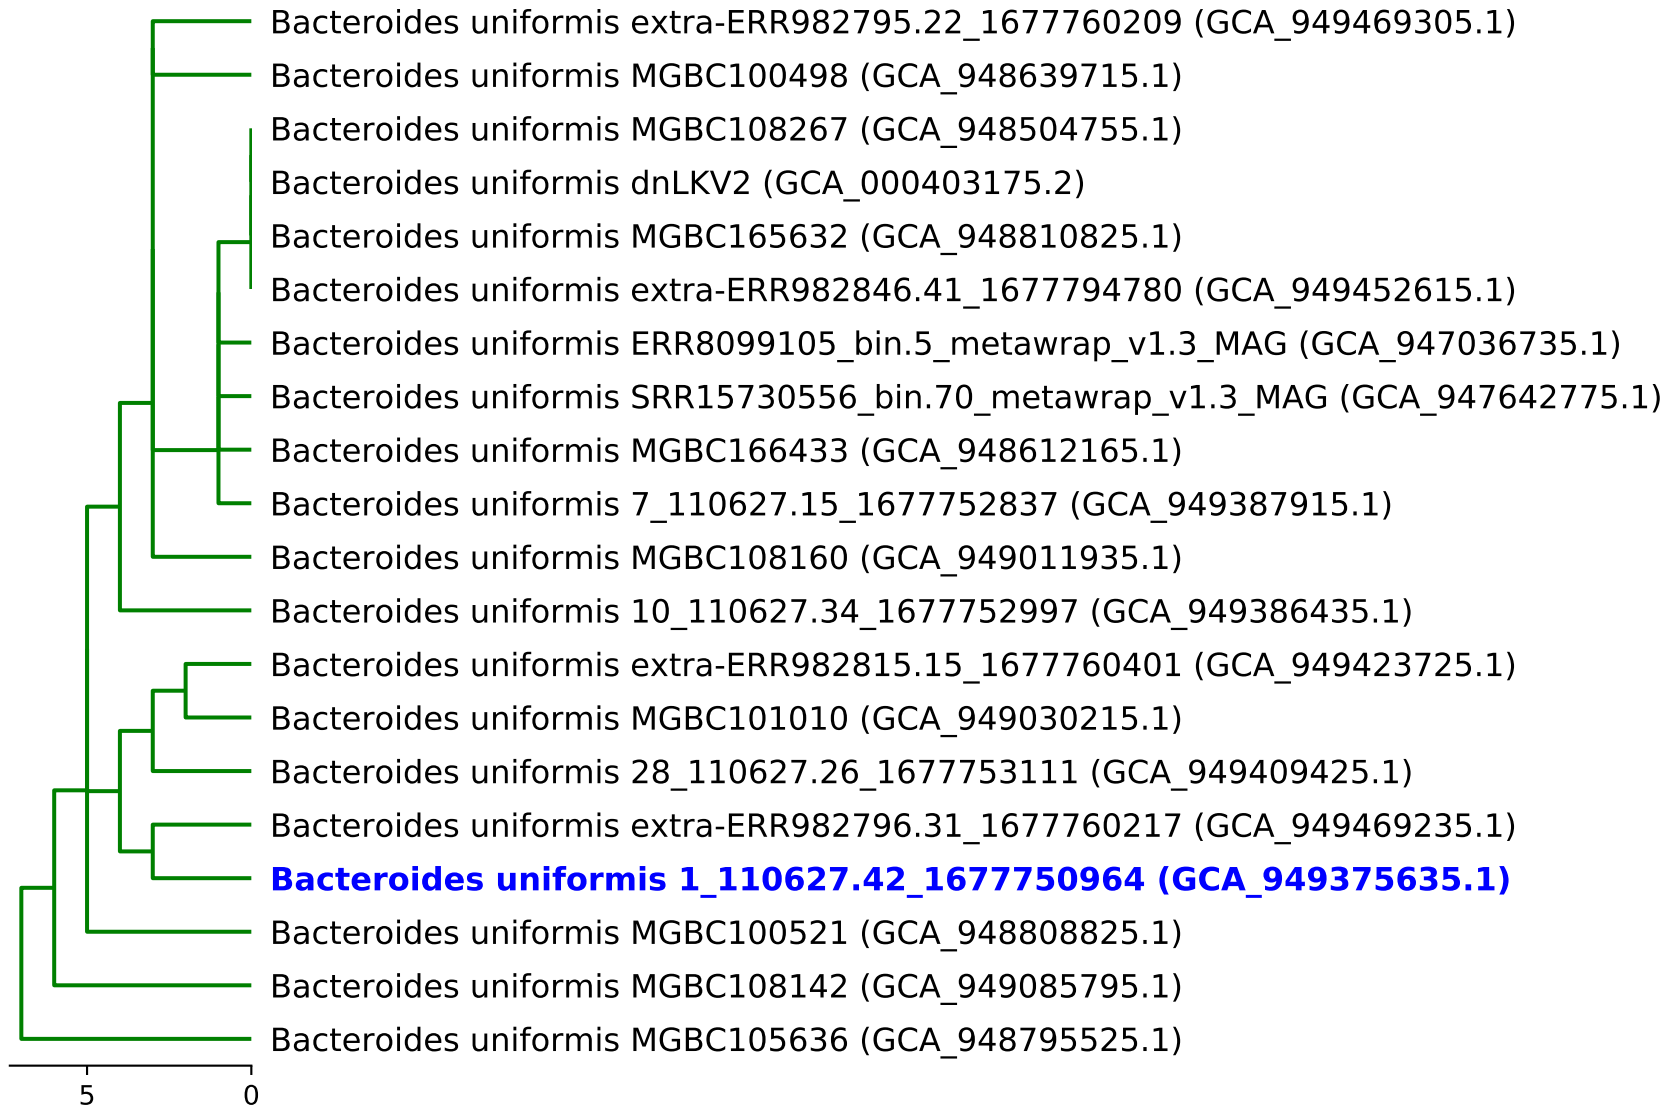 Bacteroides uniformis extra-ERR982795.22_1677760209 (GCA_949469305.1)
Bacteroides uniformis MGBC100498 (GCA_948639715.1)
Bacteroides uniformis MGBC108267 (GCA_948504755.1)
Bacteroides uniformis dnLKV2 (GCA_000403175.2)
Bacteroides uniformis MGBC165632 (GCA_948810825.1)
Bacteroides uniformis extra-ERR982846.41_1677794780 (GCA_949452615.1)
Bacteroides uniformis ERR8099105_bin.5_metawrap_v1.3_MAG (GCA_947036735.1)
Bacteroides uniformis SRR15730556_bin.70_metawrap_v1.3_MAG (GCA_947642775.1)
Bacteroides uniformis MGBC166433 (GCA_948612165.1)
Bacteroides uniformis 7_110627.15_1677752837 (GCA_949387915.1)
Bacteroides uniformis MGBC108160 (GCA_949011935.1)
Bacteroides uniformis 10_110627.34_1677752997 (GCA_949386435.1)
Bacteroides uniformis extra-ERR982815.15_1677760401 (GCA_949423725.1)
Bacteroides uniformis MGBC101010 (GCA_949030215.1)
Bacteroides uniformis 28_110627.26_1677753111 (GCA_949409425.1)
Bacteroides uniformis extra-ERR982796.31_1677760217 (GCA_949469235.1)
Bacteroides uniformis 1_110627.42_1677750964 (GCA_949375635.1)
Bacteroides uniformis MGBC100521 (GCA_948808825.1)
Bacteroides uniformis MGBC108142 (GCA_949085795.1)
Bacteroides uniformis MGBC105636 (GCA_948795525.1)
5 0